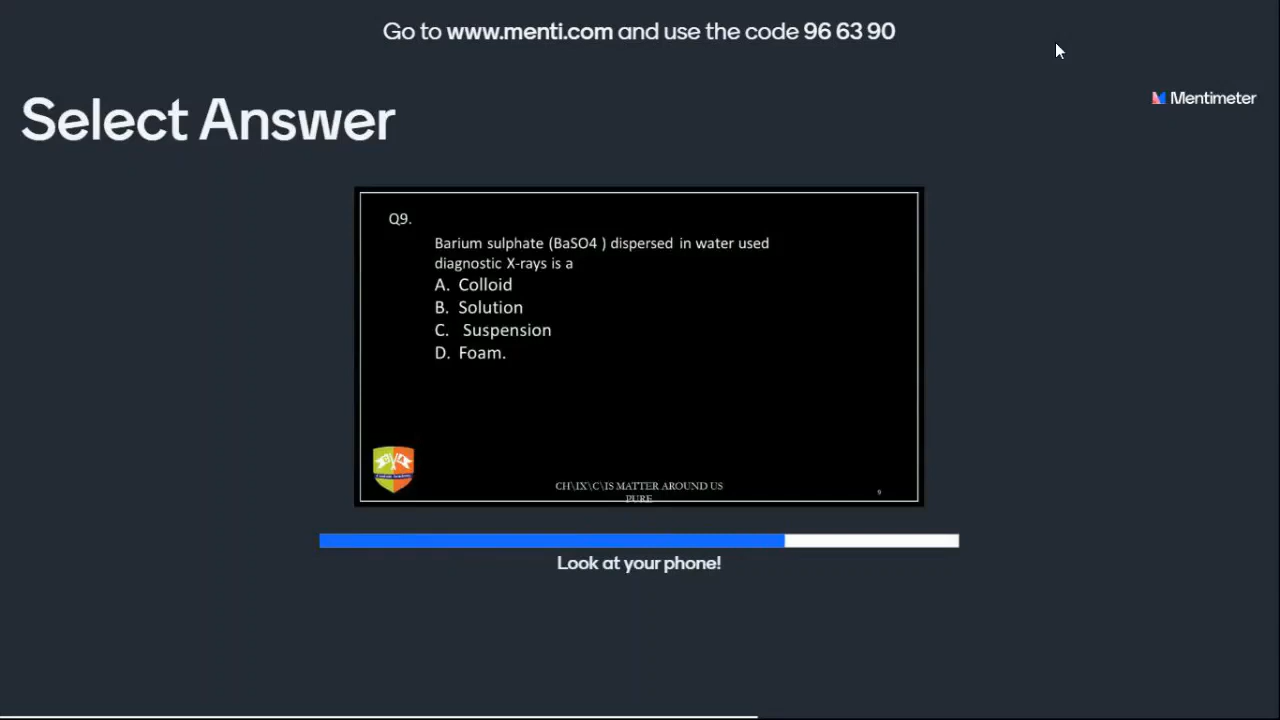 Go to www.menti.com and use the code 96 63 90
Mentimeter
Select Answer
Q9.
Barium sulphate (BaSO4 ) dispersed in water used
diagnostic X-rays is a
A. Colloid
B. Solution
C. Suspension
D. Foam.
CH\IX\C\IS MATTER AROUND US
PURE
9
Look at your phone!